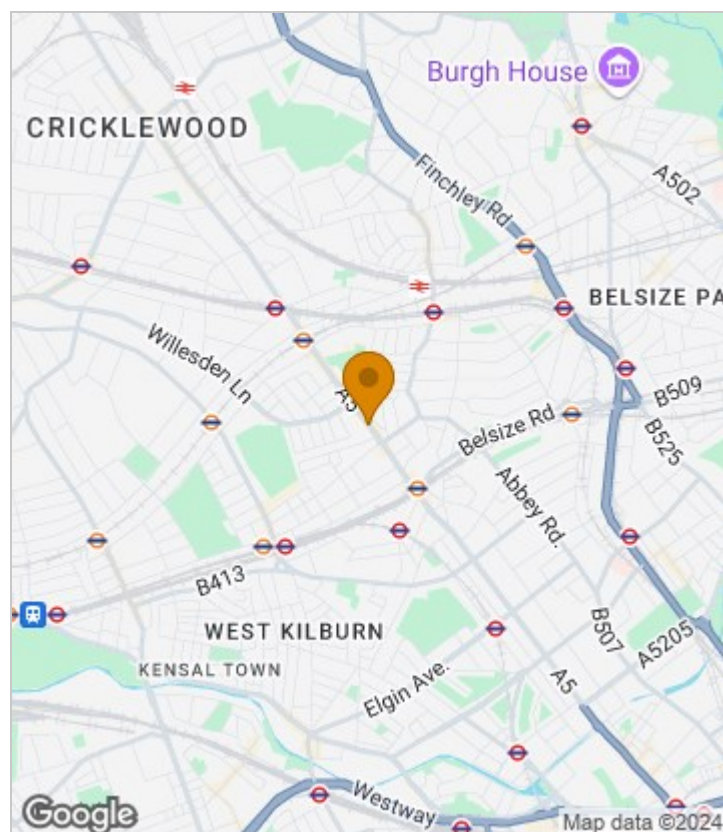 Burgh House
CRICKLEWOOD
A502
Finchley Rd
BELSIZE PA
Willesden Ln
A5
B509
Belsize Rd
B525
Abbey Rd.
B413
WEST KILBURN
B507
A5205
KENSAL TOWN
Elgin Ave.
A5
Westway
Google
Map data ©2024